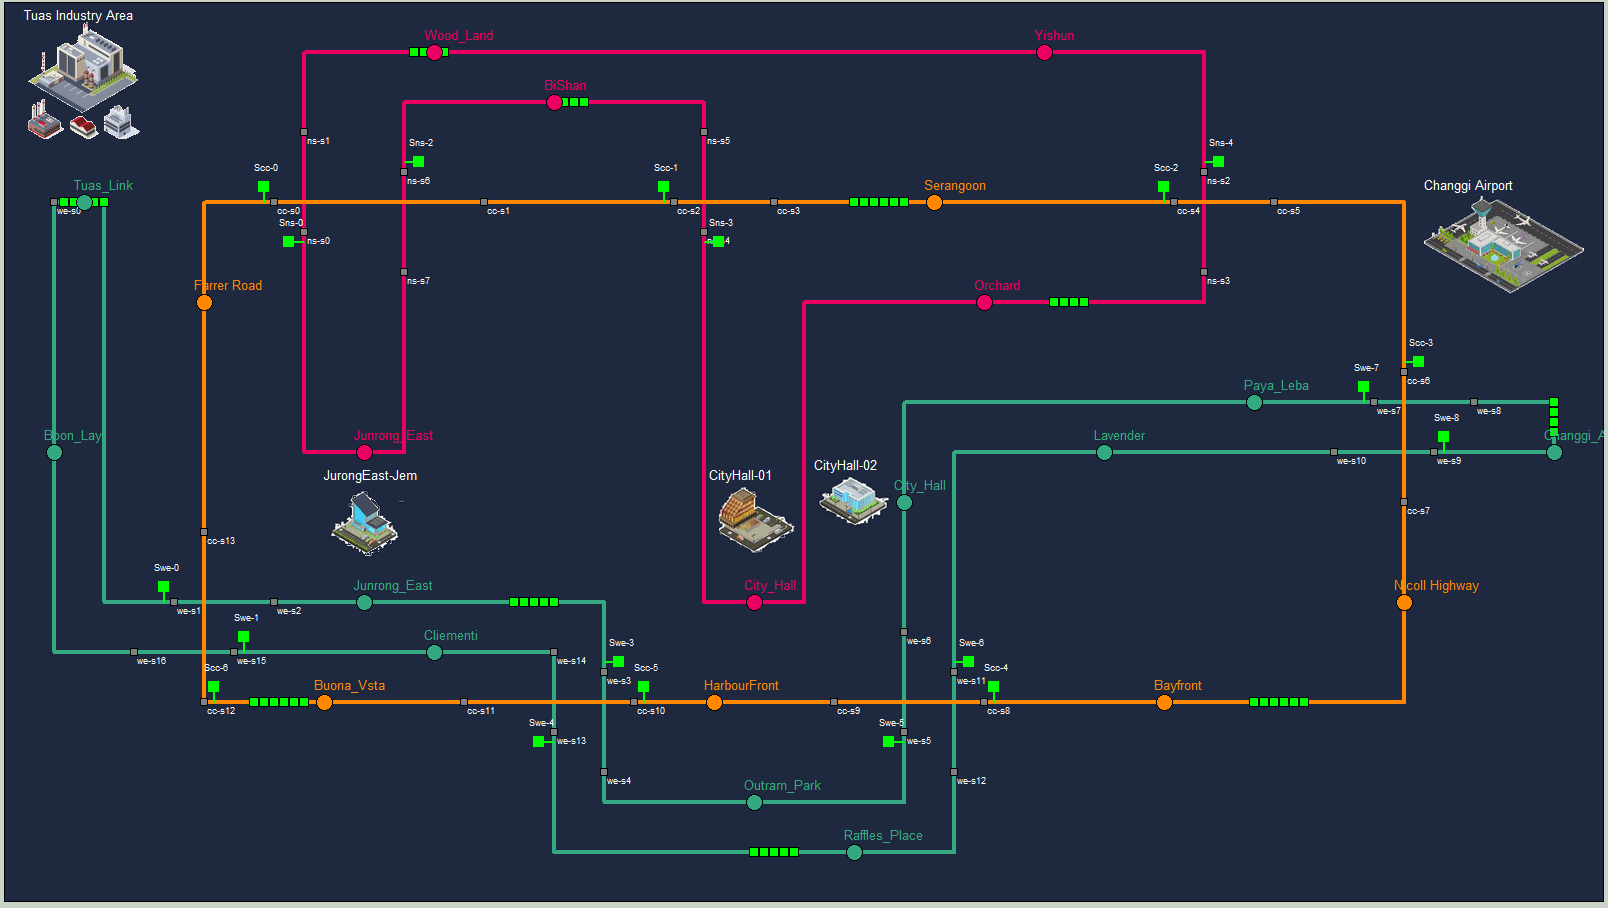 Tuas Industry Area
Wood_Land
Yishun
BiShan
ns-s1
Sns-2
ns-s5
Sns-4
Scc-0
ns-s6
Scc-1
Scc-2
ns-s2
Tuas_Link
Serangoon
Changgi Airport
we-s0
cc-s0
cc-s1
cc-s2
cc-s3
cc-s4
cc-s5
Sns-0
Sns-3
ns-s0
Farrer Road
ns-s7
Orchard
ns-s3
Scc-3
Swe-7
cc-s6
Paya_Leba
we-s7
we-s8
Swe-8
Boon_Lay
Junrong_East
Lavender
we-s10
we-s9
JurongEast-Jem
CityHall-01
CityHall-02
City_Hall
cc-s7
cc-s13
Swe-0
Junrong_East
City_Hall
Nicoll Highway
we-s1
we-s2
Swe-1
Cliementi
we-s6
Swe-3
Swe-6
we-s16
we-s15
we-s14
Scc-6
Scc-5
Scc-4
we-s3
we-s11
Buona_Vsta
HarbourFront
Bayfront
cc-s12
cc-s11
cc-s10
cc-s9
cc-s8
Swe-4
Swe-5
we-s13
we-s5
we-s4
we-s12
Outram_Park
Raffles_Place